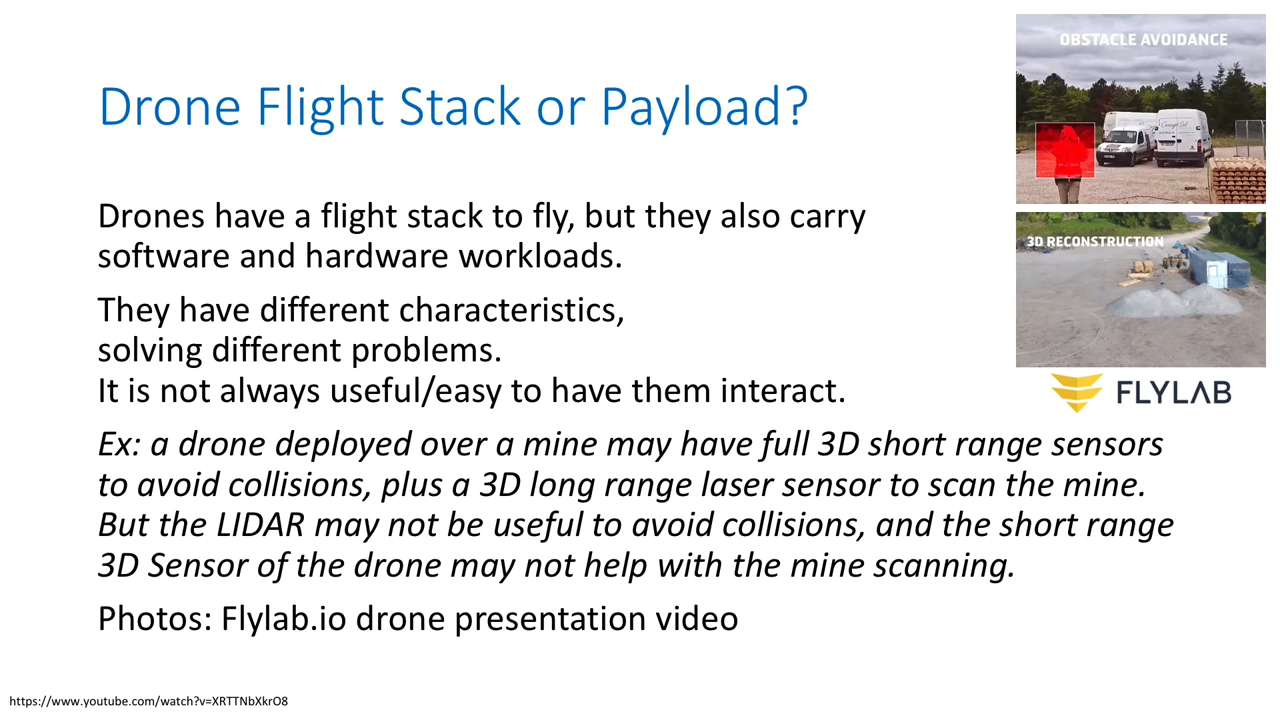 Drone Flight Stack or Payload?
Drones have a flight stack to fly, but they also carry
software and hardware workloads.
They have different characteristics,
solving different problems.
It is not always useful/easy to have them interact.
Ex: a drone deployed over a mine may have full 3D short range sensors
to avoid collisions, plus a 3D long range laser sensor to scan the mine.
But the LIDAR may not be useful to avoid collisions, and the short range
3D Sensor of the drone may not help with the mine scanning.
Photos: Flylab.io drone presentation video
OBSTACLE AVOIDANCE
3D RECONSTRUCTION
FLYLAB
https://www.youtube.com/watch?v=XRTTNbXkrO8